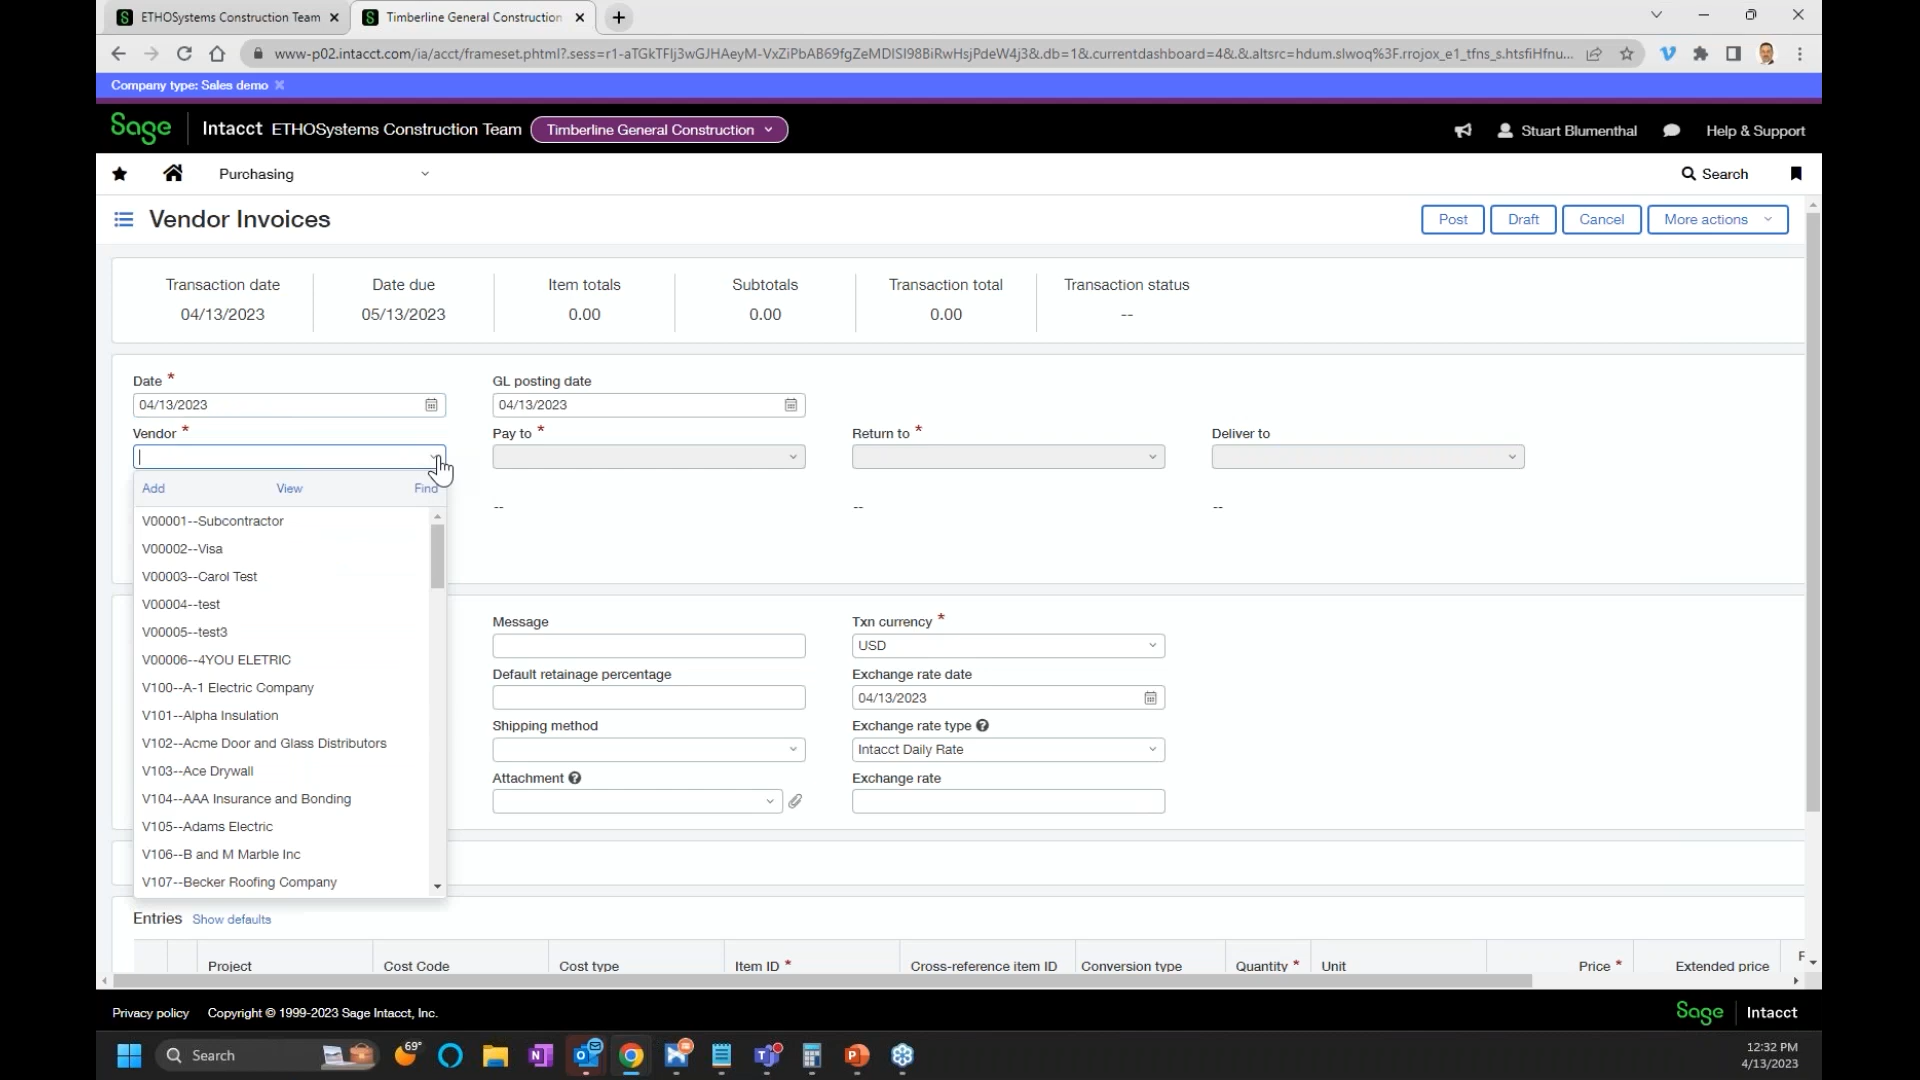 ETHOSystems Construction Team
Timberline General Construction
www-p02.intacct.com/ia/acct/frameset.phtml?.sess=r1-aTGkTFIj3wGJHAeyM-VxZiPbAB69fgZeMDISI98BiRwHsjPdeW4j3&.db=1&.currentdashboard=4&.&.altsrc=hdum.slwoq%3F.rrojox_e1_tfns_s.htsfiHfnu...
Company type: Sales demo
Sage Intacct ETHOSystems Construction Team Timberline General Construction Stuart Blumenthal Help & Support
Purchasing Search
Vendor Invoices Post Draft Cancel More actions
Transaction date Date due Item totals Subtotals Transaction total Transaction status
04/13/2023 05/13/2023 0.00 0.00 0.00 --
Date * GL posting date
04/13/2023 04/13/2023
Vendor * Pay to * Return to * Deliver to
Add View Find
-- -- --
V00001--Subcontractor
V00002--Visa
V00003--Carol Test
V00004--test
V00005--test3
V00006--4YOU ELETRIC
V100--A-1 Electric Company
V101--Alpha Insulation
V102--Acme Door and Glass Distributors
V103--Ace Drywall
V104--AAA Insurance and Bonding
V105--Adams Electric
V106--B and M Marble Inc
V107--Becker Roofing Company
Message Txn currency *
USD
Default retainage percentage Exchange rate date
04/13/2023
Shipping method Exchange rate type
Intacct Daily Rate
Attachment Exchange rate
Entries Show defaults
Project Cost Code Cost type Item ID * Cross-reference item ID Conversion type Quantity * Unit Price * Extended price F
Privacy policy Copyright © 1999-2023 Sage Intacct, Inc. Sage Intacct
Search 69° 12:32 PM
4/13/2023